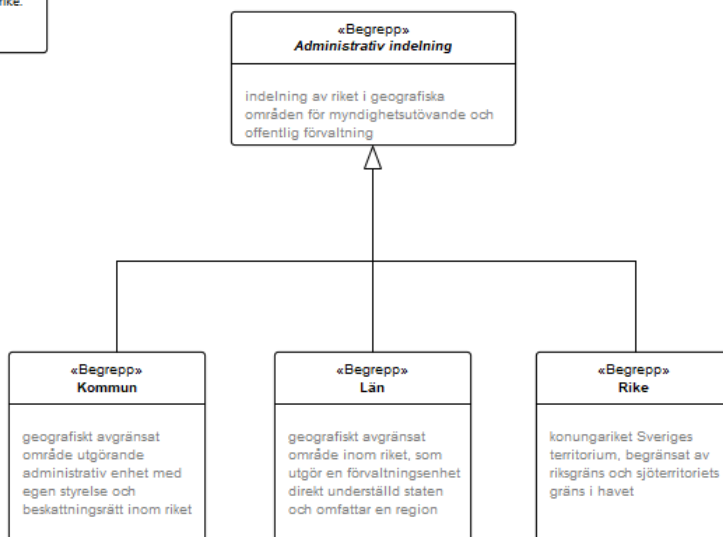 rike.
«Begrepp»
Administrativ indelning
indelning av riket i geografiska
områden för myndighetsutövande och
offentlig förvaltning
«Begrepp»
Kommun
geografiskt avgränsat
område utgörande
administrativ enhet med
egen styrelse och
beskattningsrätt inom riket
«Begrepp»
Län
geografiskt avgränsat
område inom riket, som
utgör en förvaltningsenhet
direkt underställd staten
och omfattar en region
«Begrepp»
Rike
konungariket Sveriges
territorium, begränsat av
riksgräns och sjöterritoriets
gräns i havet